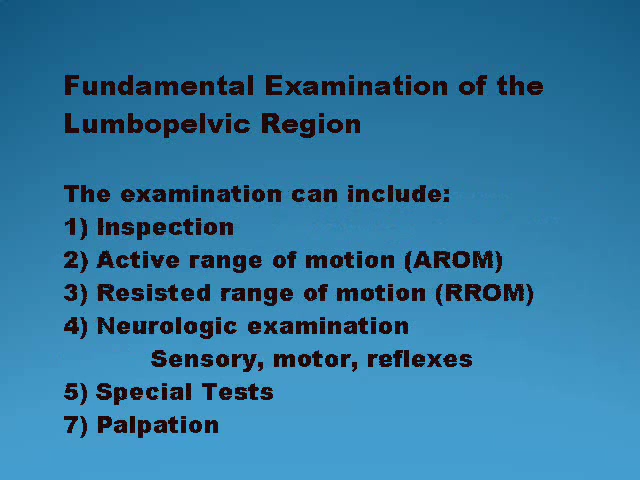 Fundamental Examination of the
Lumbopelvic Region
The examination can include:
1) Inspection
2) Active range of motion (AROM)
3) Resisted range of motion (RROM)
4) Neurologic examination
Sensory, motor, reflexes
5) Special Tests
7) Palpation